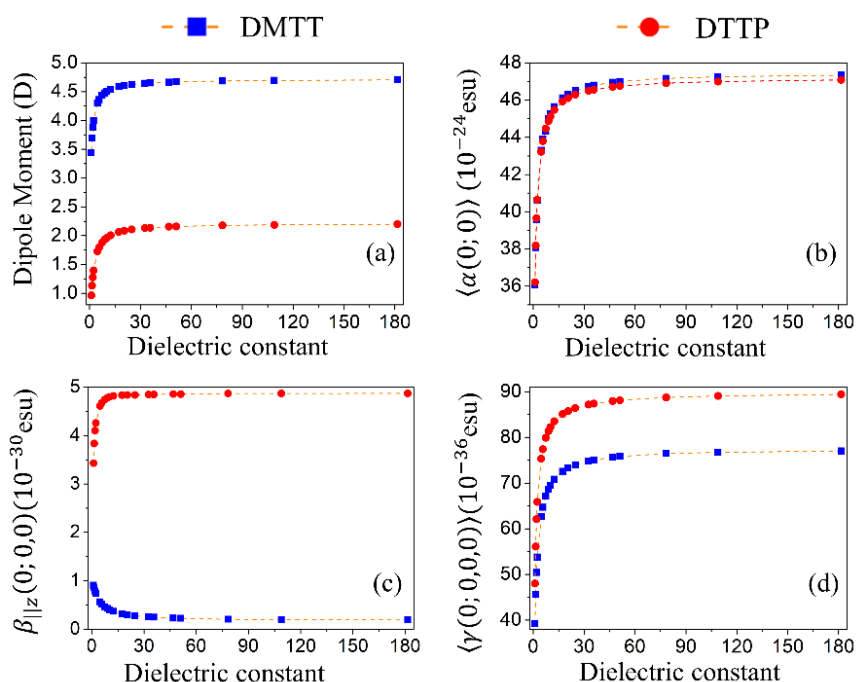 DMTT DTTP
Dipole Moment (D)
5.0
4.5
4.0
3.5
3.0
2.5
2.0
1.5
1.0
0 30 60 90 120 150 180
Dielectric constant
(a)
⟨α(0; 0)⟩ (10⁻²⁴esu)
48
46
44
42
40
38
36
0 30 60 90 120 150 180
Dielectric constant
(b)
β||z(0; 0,0)(10⁻³⁰esu)
5
4
3
2
1
0
0 30 60 90 120 150 180
Dielectric constant
(c)
⟨γ(0; 0,0,0)⟩(10⁻³⁶esu)
90
80
70
60
50
40
0 30 60 90 120 150 180
Dielectric constant
(d)